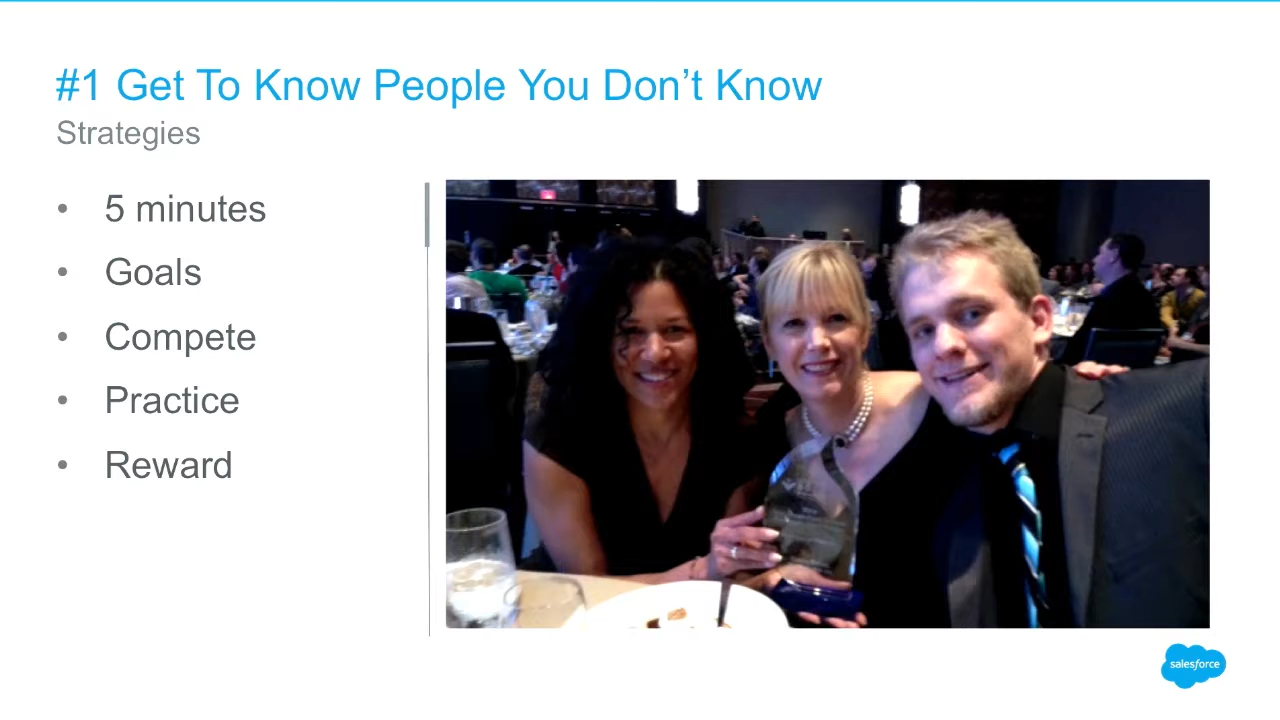 #1 Get To Know People You Don’t Know
Strategies
• 5 minutes
• Goals
• Compete
• Practice
• Reward
salesforce